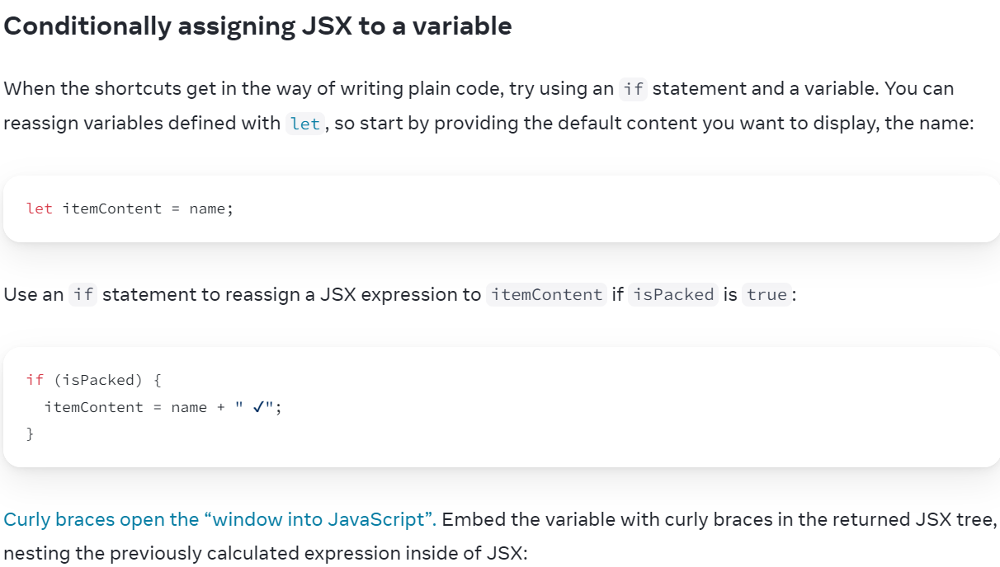 Conditionally assigning JSX to a variable
When the shortcuts get in the way of writing plain code, try using an if statement and a variable. You can
reassign variables defined with let, so start by providing the default content you want to display, the name:
let itemContent = name;
Use an if statement to reassign a JSX expression to itemContent if isPacked is true:
if (isPacked) {
  itemContent = name + " ✓";
}
Curly braces open the “window into JavaScript”. Embed the variable with curly braces in the returned JSX tree,
nesting the previously calculated expression inside of JSX: